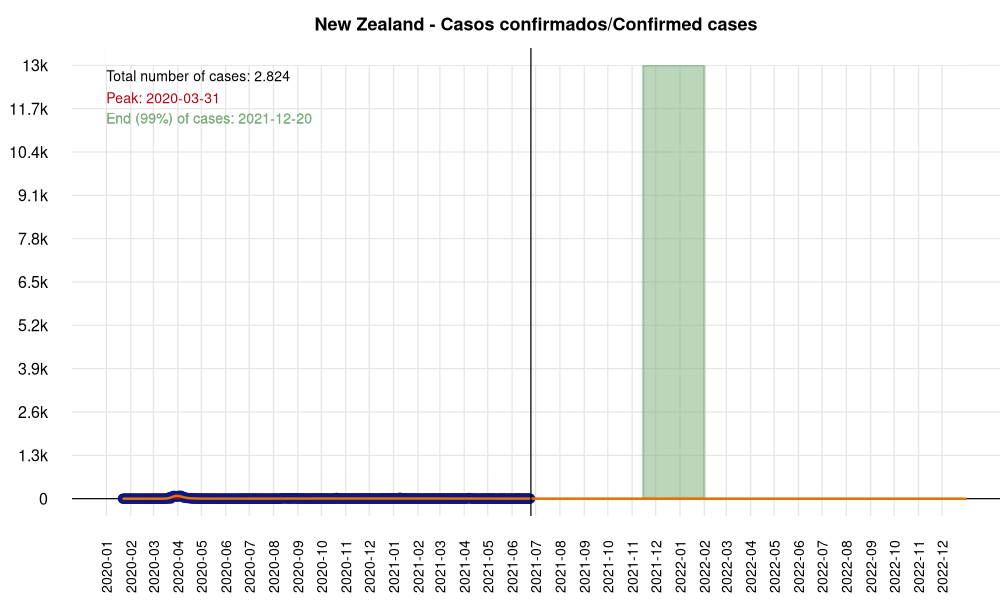 New Zealand - Casos confirmados/Confirmed cases
Total number of cases: 2.824
Peak: 2020-03-31
End (99%) of cases: 2021-12-20
13k
11.7k
10.4k
9.1k
7.8k
6.5k
5.2k
3.9k
2.6k
1.3k
0
2020-01
2020-02
2020-03
2020-04
2020-05
2020-06
2020-07
2020-08
2020-09
2020-10
2020-11
2020-12
2021-01
2021-02
2021-03
2021-04
2021-05
2021-06
2021-07
2021-08
2021-09
2021-10
2021-11
2021-12
2022-01
2022-02
2022-03
2022-04
2022-05
2022-06
2022-07
2022-08
2022-09
2022-10
2022-11
2022-12